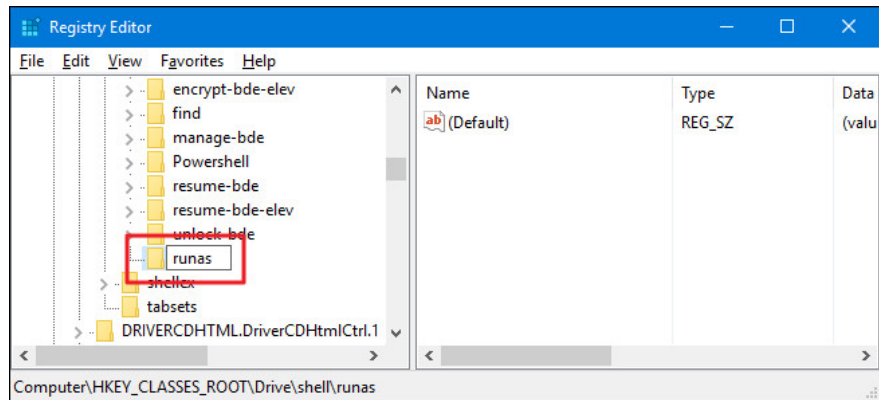 Registry Editor
File Edit View Favorites Help
encrypt-bde-elev
find
manage-bde
Powershell
resume-bde
resume-bde-elev
unlock-bde
runas
shellex
tabsets
DRIVERCDHTML.DriverCDHtmlCtrl.1
Name Type Data
ab (Default) REG_SZ (valu
Computer\HKEY_CLASSES_ROOT\Drive\shell\runas